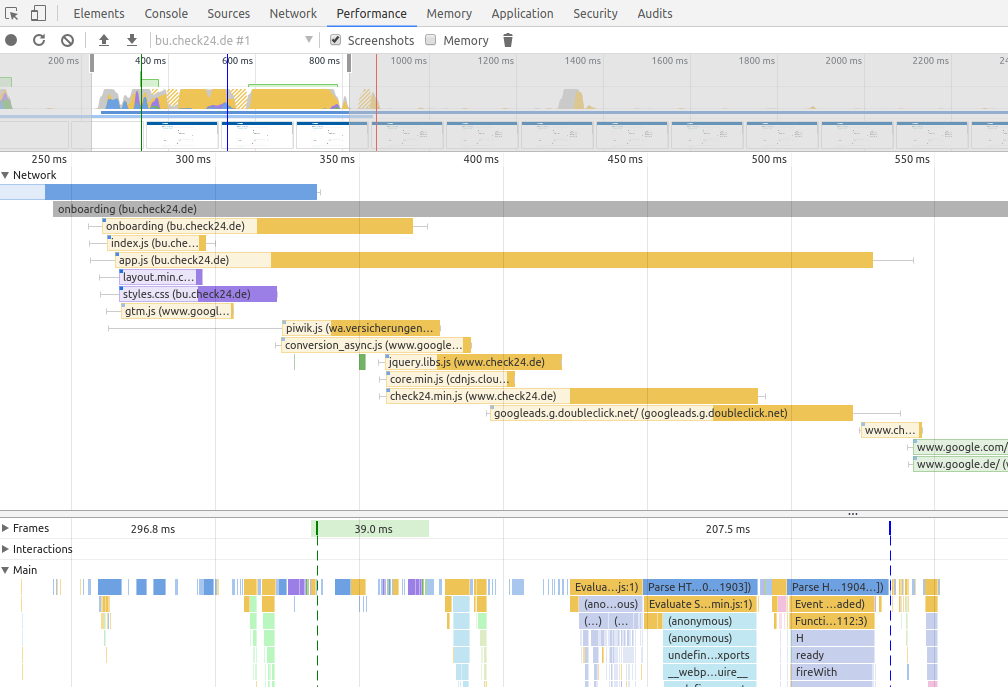 Elements Console Sources Network Performance Memory Application Security Audits
bu.check24.de #1 Screenshots Memory
200 ms 400 ms 600 ms 800 ms 1000 ms 1200 ms 1400 ms 1600 ms 1800 ms 2000 ms 2200 ms 24
250 ms 300 ms 350 ms 400 ms 450 ms 500 ms 550 ms
Network
onboarding (bu.check24.de)
onboarding (bu.check24.de)
index.js (bu.che...
app.js (bu.check24.de)
layout.min.c...
styles.css (bu.check24.de)
gtm.js (www.googl...
piwik.js (wa.versicherungen...
conversion_async.js (www.google...
jquery.libs.js (www.check24.de)
core.min.js (cdnjs.clou...
check24.min.js (www.check24.de)
googleads.g.doubleclick.net/ (googleads.g.doubleclick.net)
www.ch...
www.google.com/
www.google.de/ (w
...
Frames 296.8 ms 39.0 ms 207.5 ms
Interactions
Main
Evalua...js:1) Parse HT...0...1903]) Parse H...1904...])
(ano...ous) Evaluate S...min.js:1) Event ...aded)
(...) (... (anonymous) Functi...112:3)
(anonymous) H
undefin...xports ready
__webp...uire__ fireWith